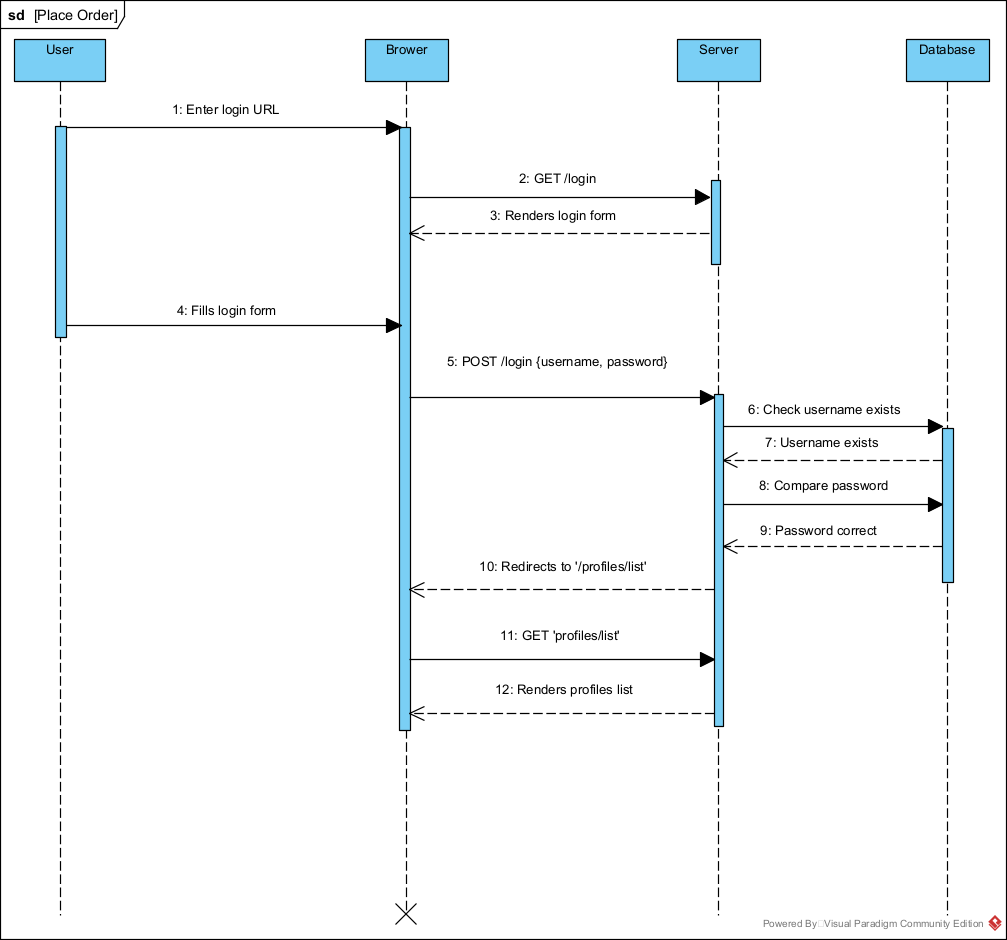 sd [Place Order]
User
Brower
Server
Database
1: Enter login URL
2: GET /login
3: Renders login form
4: Fills login form
5: POST /login {username, password}
6: Check username exists
7: Username exists
8: Compare password
9: Password correct
10: Redirects to '/profiles/list'
11: GET 'profiles/list'
12: Renders profiles list
Powered By Visual Paradigm Community Edition